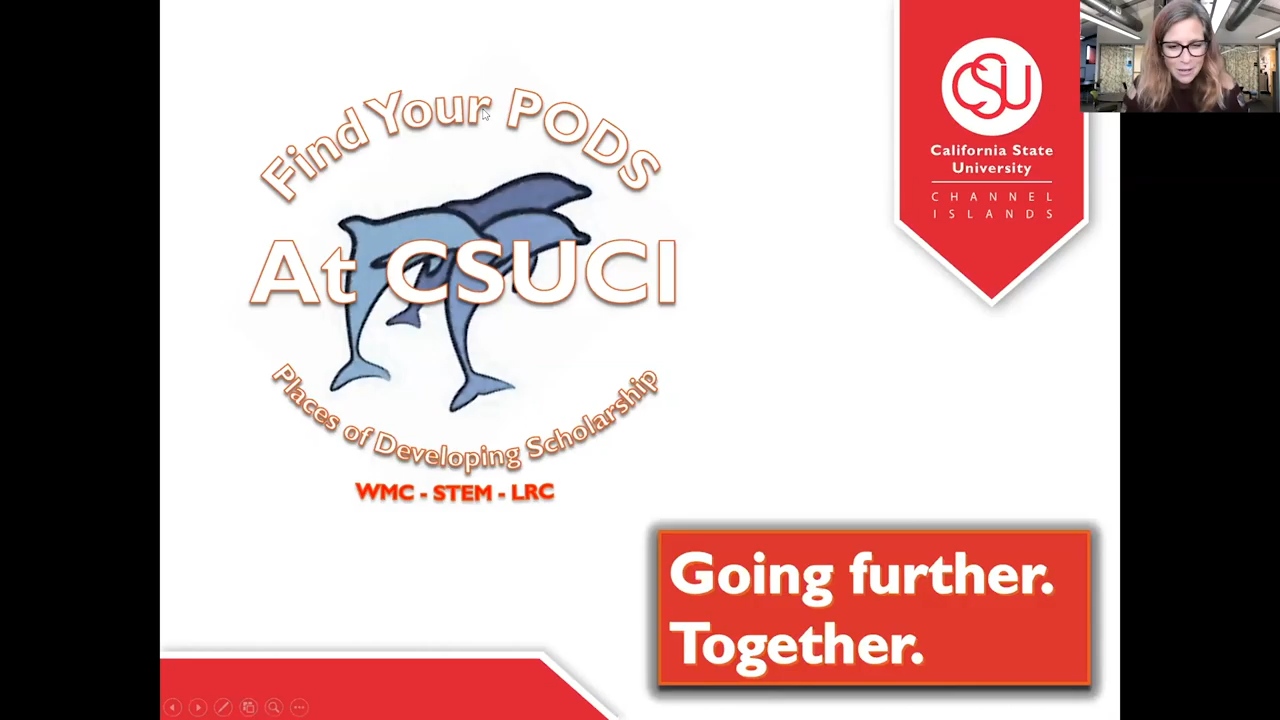 Find Your PODS
At CSUCI
Places of Developing Scholarship
WMC - STEM - LRC
CSU
California State
University
CHANNEL
ISLANDS
Going further.
Together.